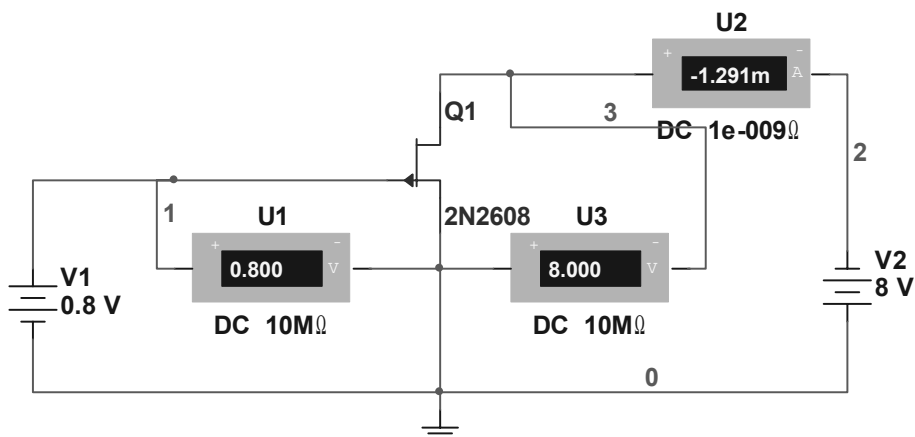 U2
+ -
-1.291m A
DC 1e-009Ω
Q1
3
2
1
2N2608
U1
+ -
0.800 V
DC 10MΩ
U3
+ -
8.000 V
DC 10MΩ
V1
0.8 V
V2
8 V
0